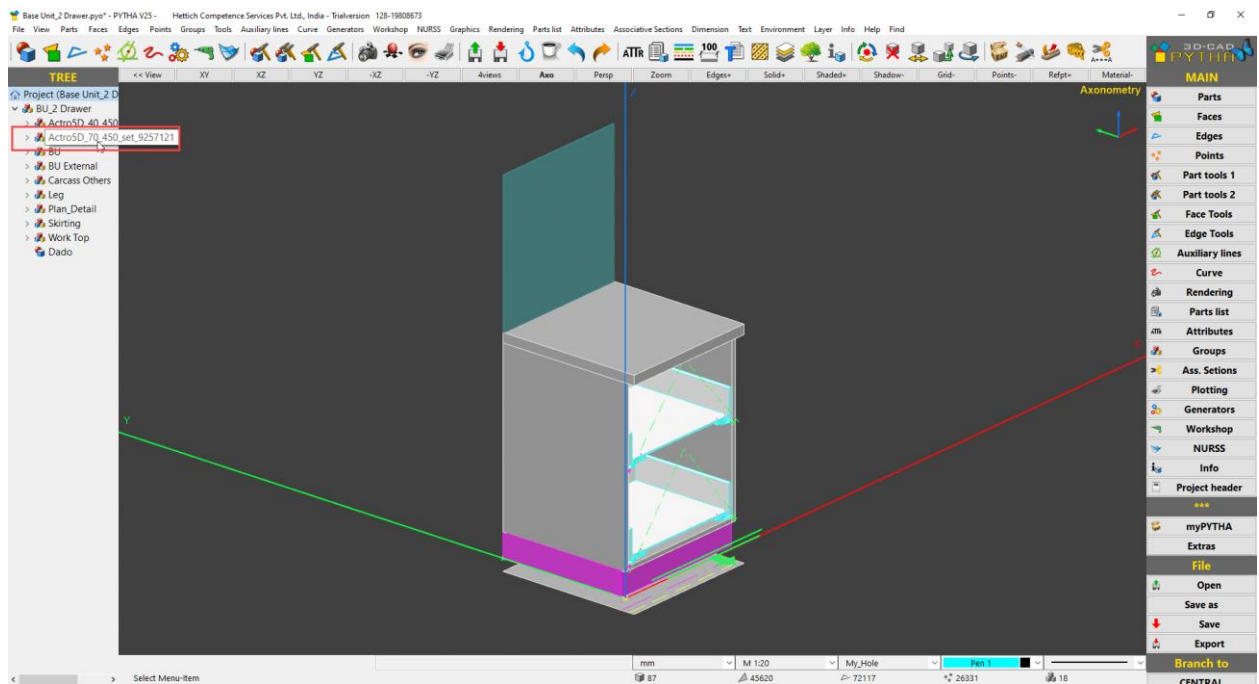 Base Unit_2 Drawer.pyo* - PYTHA V25 - Hettich Competence Services Pvt. Ltd., India - Trialversion 128-19808673
File View Parts Faces Edges Points Groups Tools Auxiliary lines Curve Generators Workshop NURSS Graphics Rendering Parts list Attributes Associative Sections Dimension Text Environment Layer Info Help Find
ATTR 100 A+++A 3D-CAD PYTHA
TREE << View XY XZ YZ -XZ -YZ 4views Axo Persp Zoom Edges+ Solid+ Shaded+ Shadow- Grid- Points- Refpt+ Material- MAIN
Axonometry
Project (Base Unit_2 D
BU_2 Drawer
Actro5D_40_450
Actro5D_70_450_set_9257121
BU
BU External
Carcass Others
Leg
Plan_Detail
Skirting
Work Top
Dado
Y
X
Parts
Faces
Edges
Points
Part tools 1
Part tools 2
Face Tools
Edge Tools
Auxiliary lines
Curve
Rendering
Parts list
ATTR Attributes
Groups
Ass. Setions
Plotting
Generators
Workshop
NURSS
Info
Project header
***
myPYTHA
Extras
File
Open
Save as
Save
Export
Branch to
CENTRAL
mm M 1:20 My_Hole Pen 1
Select Menu-Item 87 45620 72117 26331 18